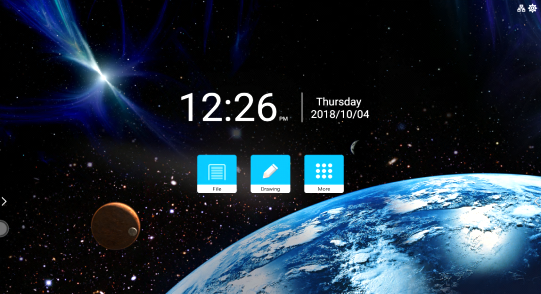 12:26 PM
Thursday
2018/10/04
File
Drawing
More